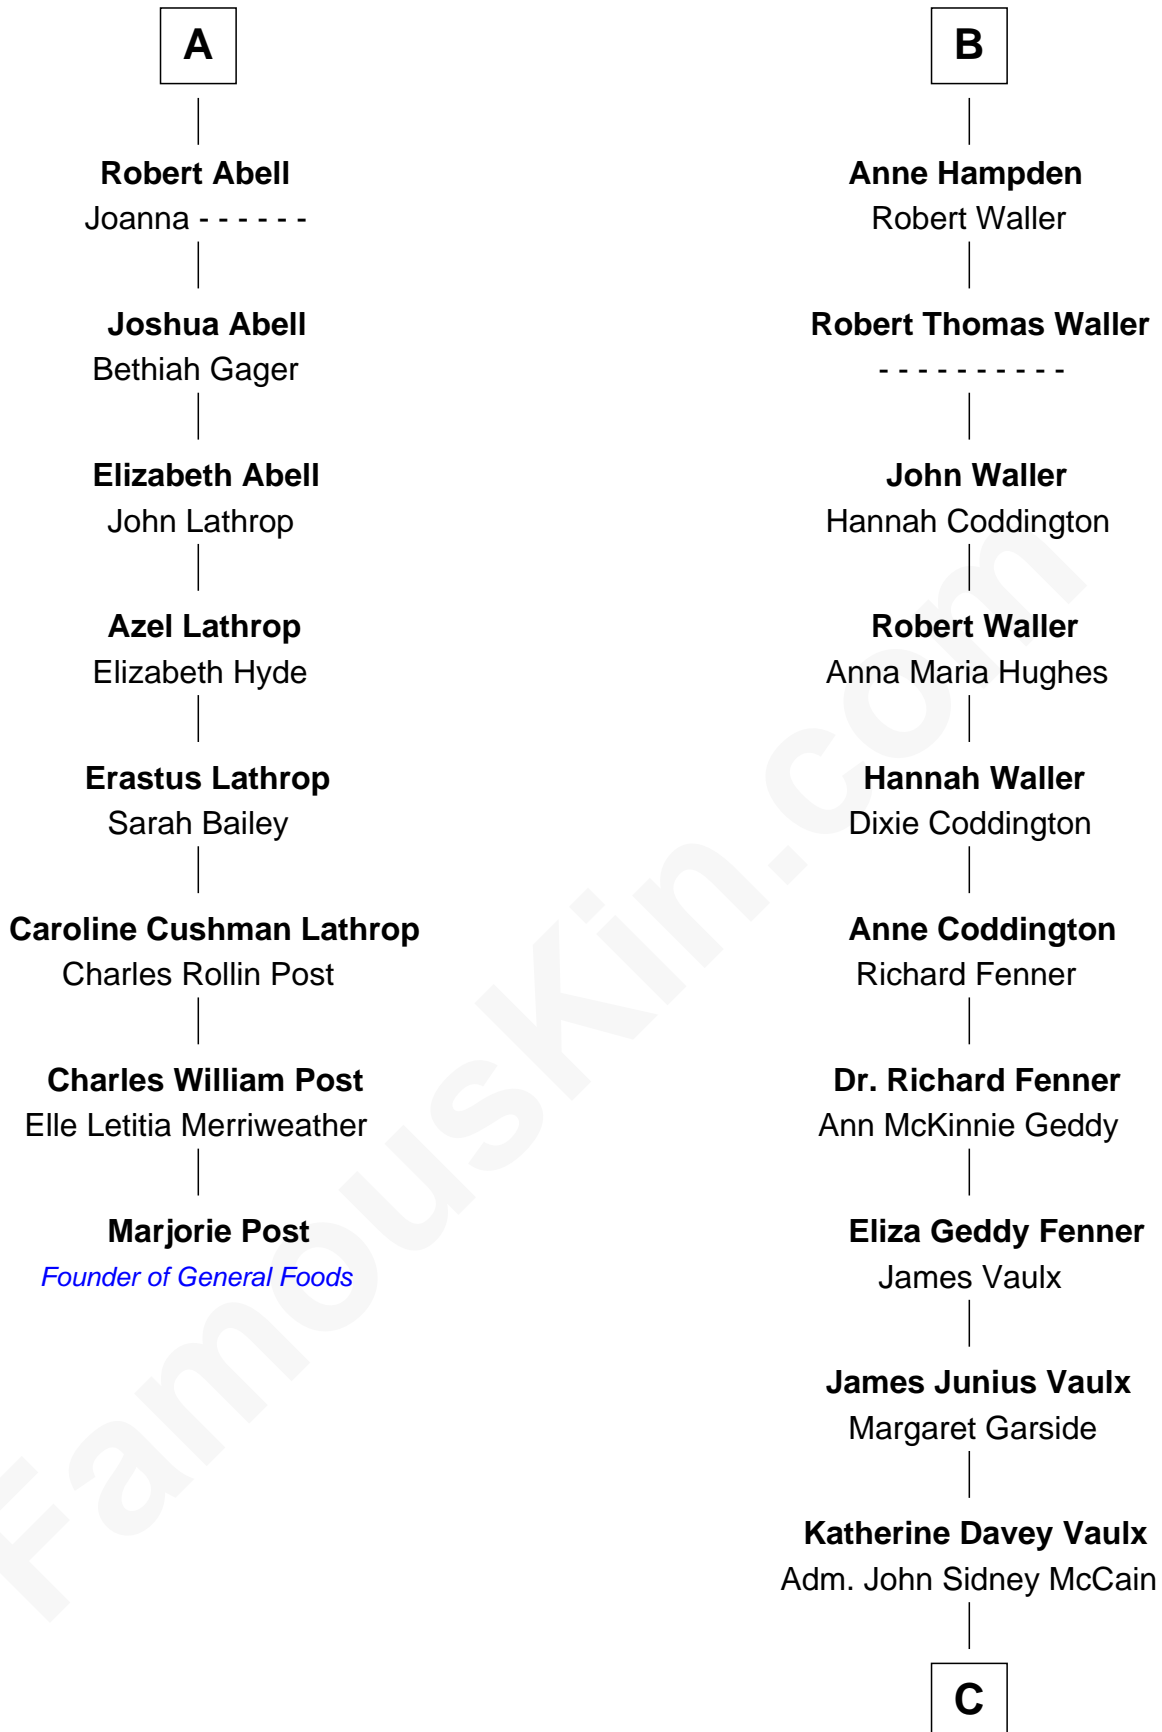 A
Robert Abell
Joanna - - - - - -
Joshua Abell
Bethiah Gager
Elizabeth Abell
John Lathrop
Azel Lathrop
Elizabeth Hyde
Erastus Lathrop
Sarah Bailey
Caroline Cushman Lathrop
Charles Rollin Post
Charles William Post
Elle Letitia Merriweather
Marjorie Post
Founder of General Foods
B
Anne Hampden
Robert Waller
Robert Thomas Waller
- - - - - - - - - -
John Waller
Hannah Coddington
Robert Waller
Anna Maria Hughes
Hannah Waller
Dixie Coddington
Anne Coddington
Richard Fenner
Dr. Richard Fenner
Ann McKinnie Geddy
Eliza Geddy Fenner
James Vaulx
James Junius Vaulx
Margaret Garside
Katherine Davey Vaulx
Adm. John Sidney McCain
C
FamousKin.com